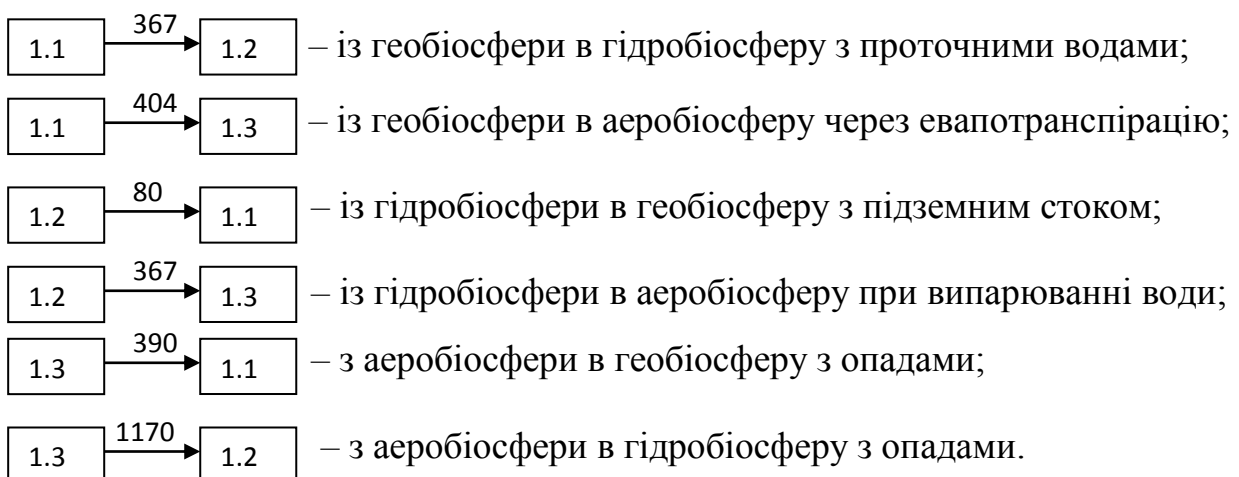 1.1 367 1.2 – із геобіосфери в гідробіосферу з проточними водами;
1.1 404 1.3 – із геобіосфери в аеробіосферу через евапотранспірацію;
1.2 80 1.1 – із гідробіосфери в геобіосферу з підземним стоком;
1.2 367 1.3 – із гідробіосфери в аеробіосферу при випарюванні води;
1.3 390 1.1 – з аеробіосфери в геобіосферу з опадами;
1.3 1170 1.2 – з аеробіосфери в гідробіосферу з опадами.